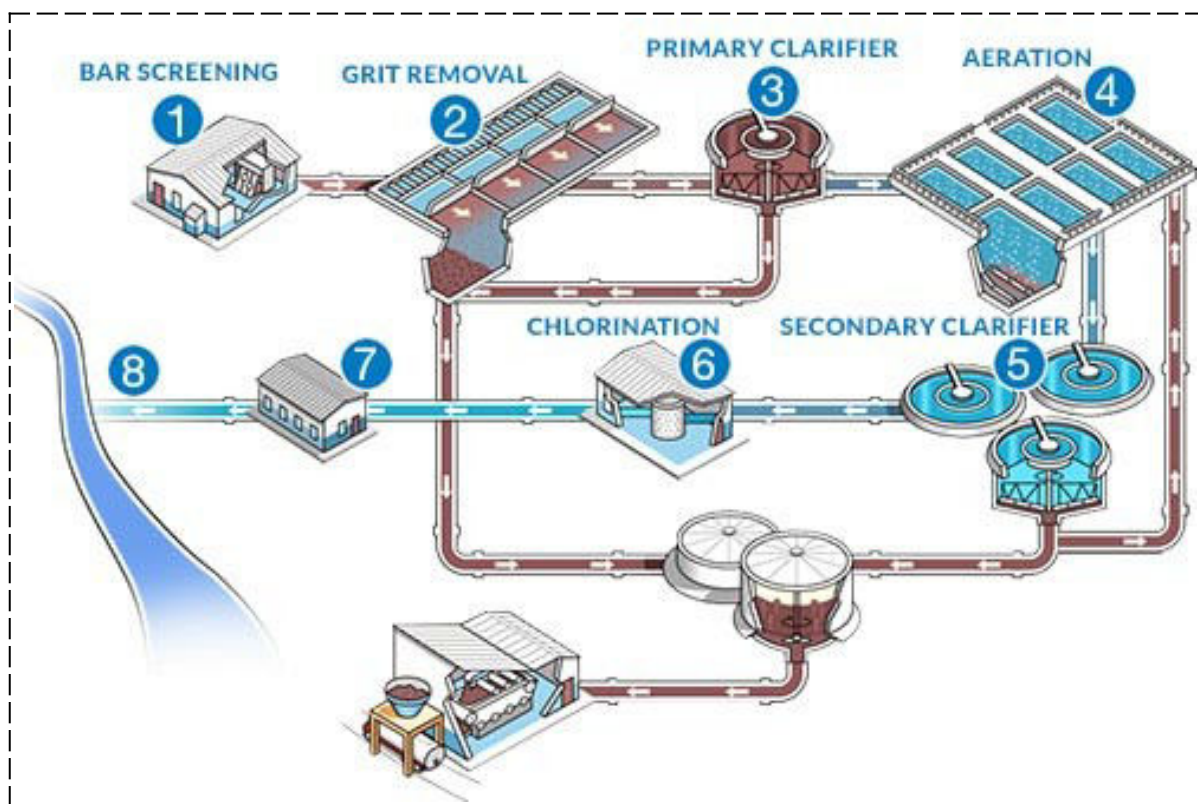 BAR SCREENING
1
GRIT REMOVAL
2
PRIMARY CLARIFIER
3
AERATION
4
SECONDARY CLARIFIER
5
CHLORINATION
6
7
8